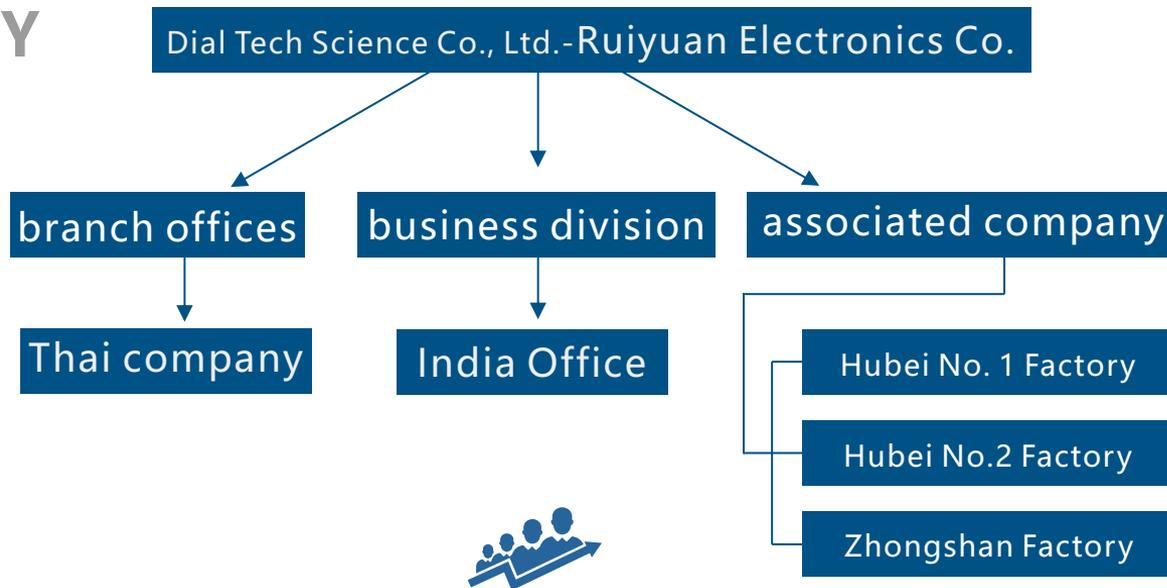 Y
Dial Tech Science Co., Ltd.-Ruiyuan Electronics Co.
branch offices
business division
associated company
Thai company
India Office
Hubei No. 1 Factory
Hubei No.2 Factory
Zhongshan Factory